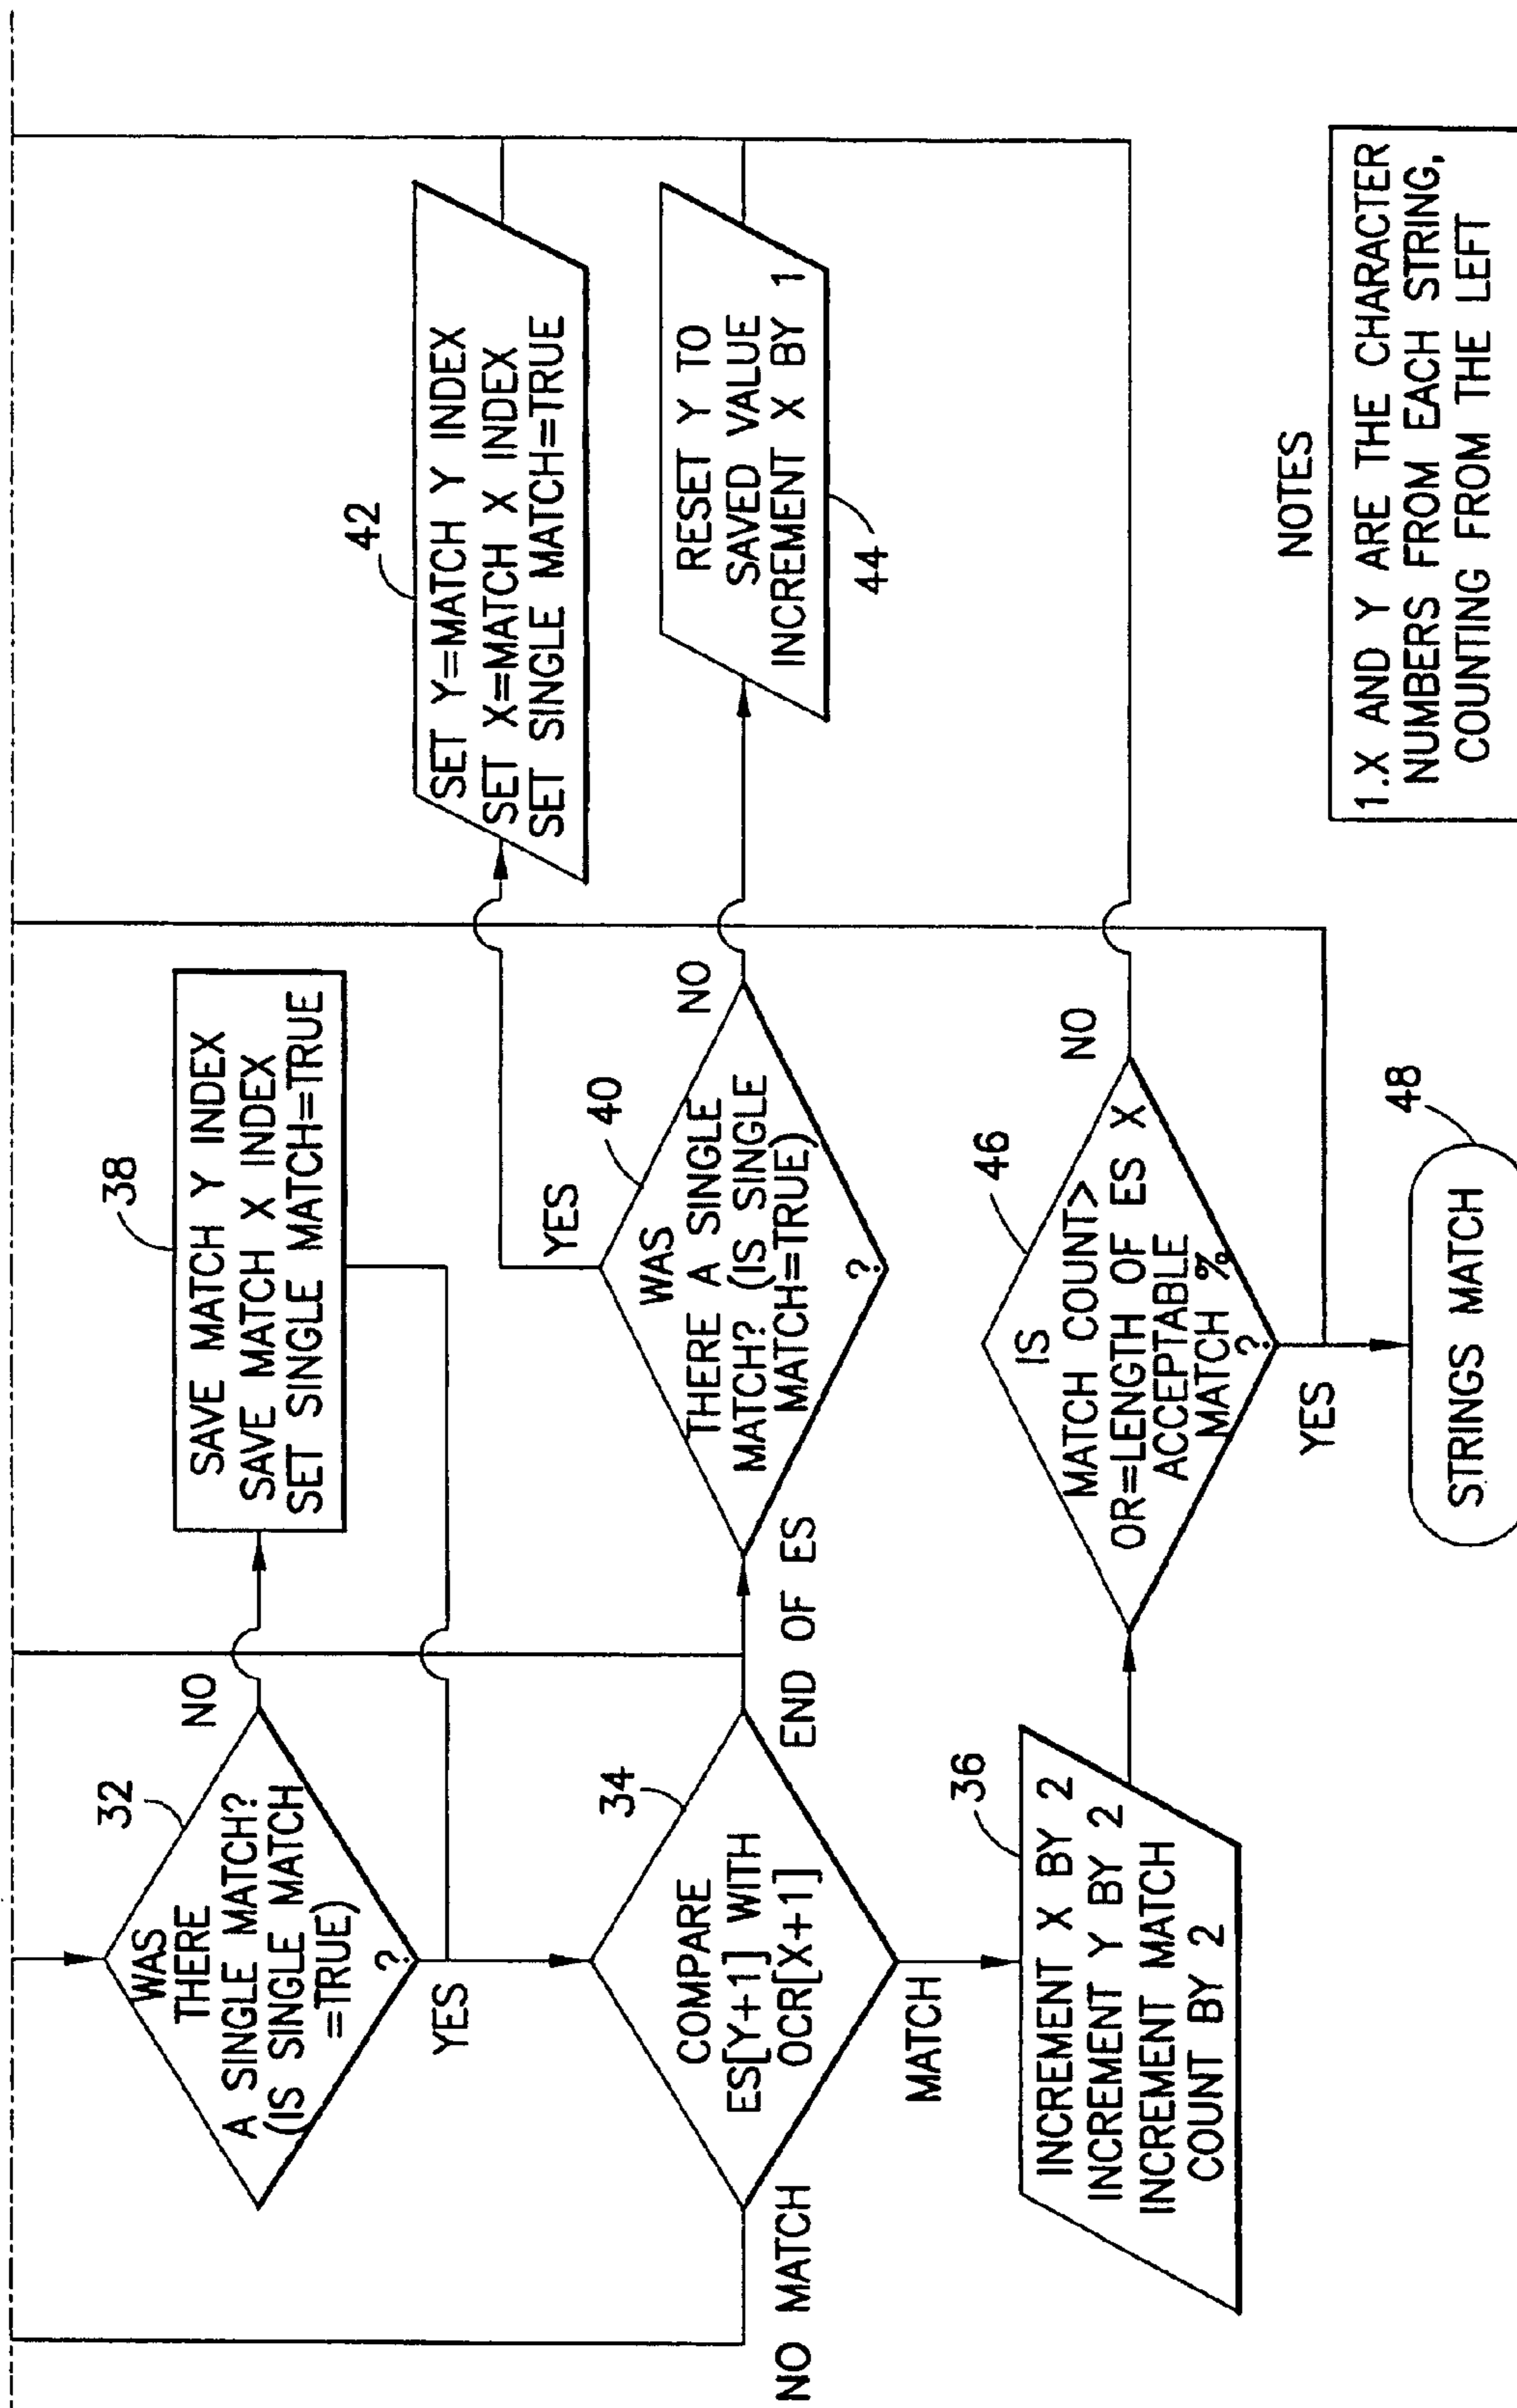 32
WAS
THERE
A SINGLE MATCH?
(IS SINGLE MATCH
=TRUE)
?
NO
YES
38
SAVE MATCH Y INDEX
SAVE MATCH X INDEX
SET SINGLE MATCH=TRUE
42
SET Y=MATCH Y INDEX
SET X=MATCH X INDEX
SET SINGLE MATCH=TRUE
34
COMPARE
ES[Y+1] WITH
OCR[X+1]
NO MATCH
END OF ES
MATCH
40
WAS
THERE A SINGLE
MATCH? (IS SINGLE
MATCH=TRUE)
?
YES
NO
RESET Y TO
SAVED VALUE
INCREMENT X BY 1
44
36
INCREMENT X BY 2
INCREMENT Y BY 2
INCREMENT MATCH
COUNT BY 2
46
IS
MATCH COUNT>
OR=LENGTH OF ES X
ACCEPTABLE
MATCH %
?
NO
YES
48
STRINGS MATCH
NOTES
1.X AND Y ARE THE CHARACTER
NUMBERS FROM EACH STRING,
COUNTING FROM THE LEFT